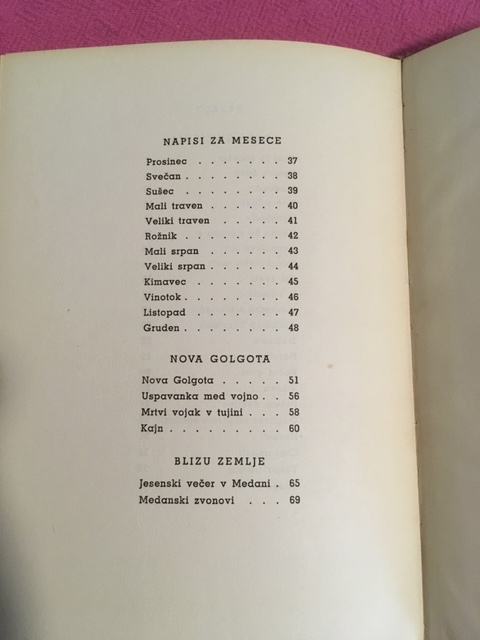 NAPISI ZA MESECE
Prosinec . . . . . . . 37
Svečan . . . . . . . . 38
Sušec . . . . . . . . 39
Mali traven . . . . . . 40
Veliki traven . . . . . 41
Rožnik . . . . . . . . 42
Mali srpan . . . . . . 43
Veliki srpan . . . . . . 44
Kimavec . . . . . . . 45
Vinotok . . . . . . . . 46
Listopad . . . . . . . 47
Gruden . . . . . . . . 48
NOVA GOLGOTA
Nova Golgota . . . . . 51
Uspavanka med vojno . . 56
Mrtvi vojak v tujini . . . 58
Kajn . . . . . . . . . 60
BLIZU ZEMLJE
Jesenski večer v Medani . 65
Medanski zvonovi . . . 69